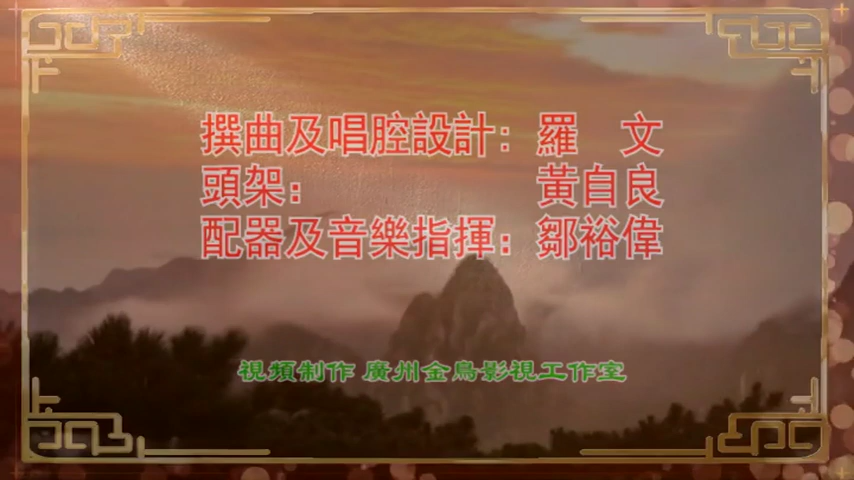 撰曲及唱腔設計：羅　文
頭架：黃自良
配器及音樂指揮：鄒裕偉
視頻制作 廣州金鳥影視工作室